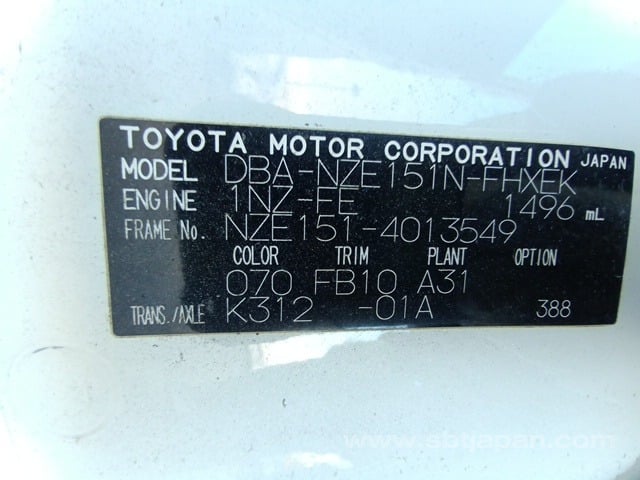 TOYOTA MOTOR CORPORATION JAPAN
MODEL DBA-NZE151N-FHXEK
ENGINE 1NZ-FE 1496 mL
FRAME No. NZE151-4013549
COLOR TRIM PLANT OPTION
070 FB10 A31
TRANS./AXLE K312 -01A 388
www.sbtjapan.com